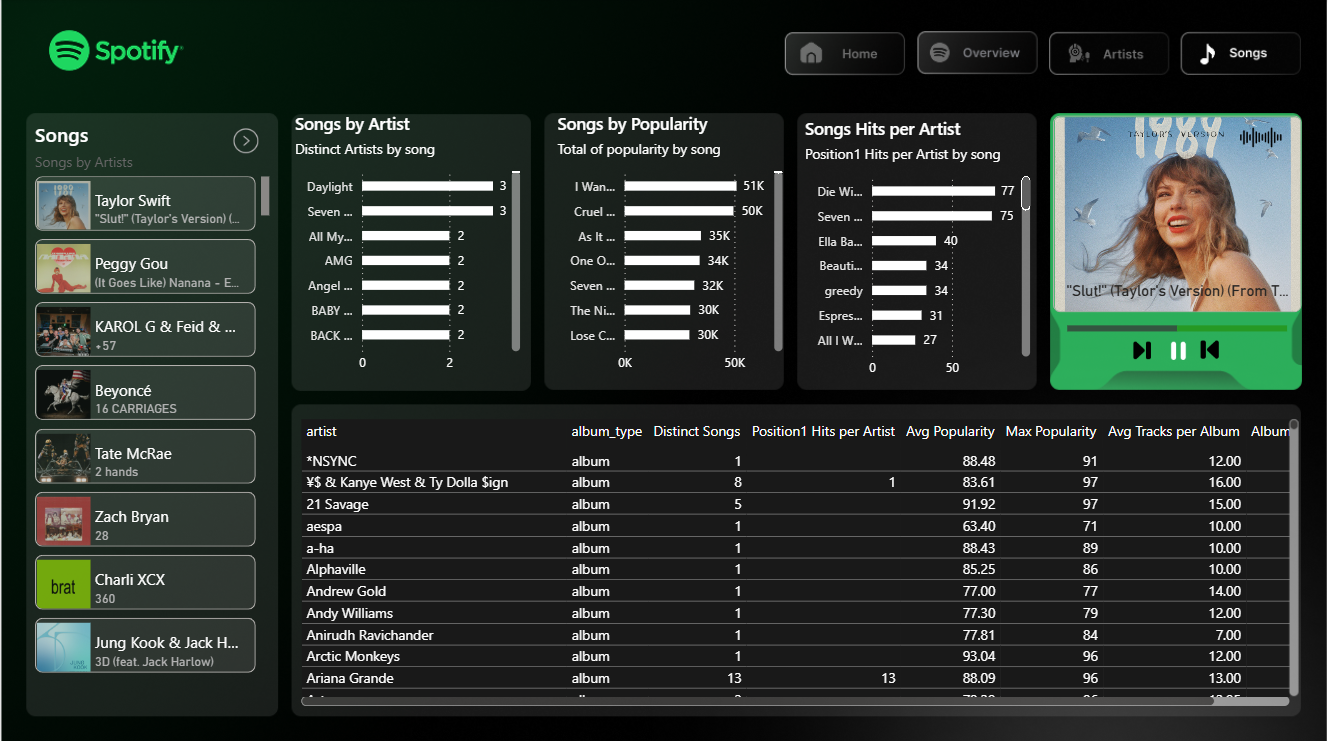 Spotify
Home
Overview
Artists
Songs
Songs
Songs by Artists
Taylor Swift
"Slut!" (Taylor's Version) (...
Peggy Gou
(It Goes Like) Nanana - E...
KAROL G & Feid & ...
+57
Beyoncé
16 CARRIAGES
Tate McRae
2 hands
Zach Bryan
28
brat
Charli XCX
360
Jung Kook & Jack H...
3D (feat. Jack Harlow)
Songs by Artist
Distinct Artists by song
Daylight 3
Seven ... 3
All My... 2
AMG 2
Angel ... 2
BABY ... 2
BACK ... 2
0 2
Songs by Popularity
Total of popularity by song
I Wan... 51K
Cruel ... 50K
As It ... 35K
One O... 34K
Seven ... 32K
The Ni... 30K
Lose C... 30K
0K 50K
Songs Hits per Artist
Position1 Hits per Artist by song
Die Wi... 77
Seven ... 75
Ella Ba... 40
Beauti... 34
greedy 34
Espres... 31
All I W... 27
0 50
TAYLOR'S VERSION
1989
"Slut!" (Taylor's Version) (From T...
artist album_type Distinct Songs Position1 Hits per Artist Avg Popularity Max Popularity Avg Tracks per Album Album
*NSYNC album 1 88.48 91 12.00
¥$ & Kanye West & Ty Dolla $ign album 8 1 83.61 97 16.00
21 Savage album 5 91.92 97 15.00
aespa album 1 63.40 71 10.00
a-ha album 1 88.43 89 10.00
Alphaville album 1 85.25 86 10.00
Andrew Gold album 1 77.00 77 14.00
Andy Williams album 1 77.30 79 12.00
Anirudh Ravichander album 1 77.81 84 7.00
Arctic Monkeys album 1 93.04 96 12.00
Ariana Grande album 13 13 88.09 96 13.00